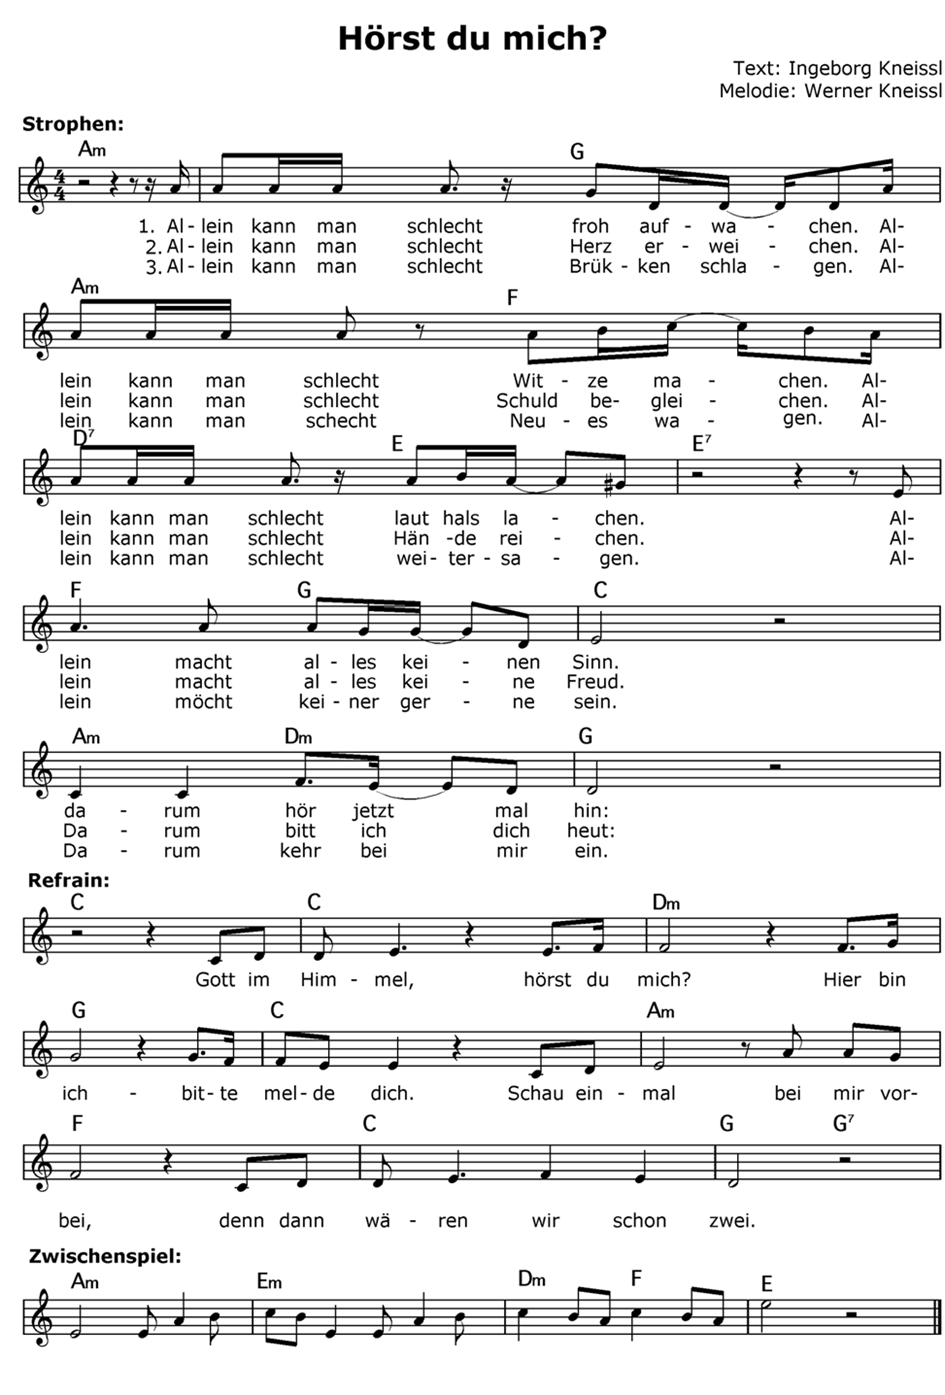 Hörst du mich?
Text: Ingeborg Kneissl
Melodie: Werner Kneissl
Strophen:
Am G
1. Al- lein kann man schlecht froh auf - wa - chen. Al-
2. Al- lein kann man schlecht Herz er - wei - chen. Al-
3. Al- lein kann man schlecht Brük - ken schla - gen. Al-
Am F
lein kann man schlecht Wit - ze ma - chen. Al-
lein kann man schlecht Schuld be- glei - chen. Al-
lein kann man schecht Neu - es wa - gen. Al-
D7 E E7
lein kann man schlecht laut hals la - chen. Al-
lein kann man schlecht Hän -de rei - chen. Al-
lein kann man schlecht wei- ter- sa - gen. Al-
F G C
lein macht al - les kei - nen Sinn.
lein macht al - les kei - ne Freud.
lein möcht kei - ner ger - ne sein.
Am Dm G
da - rum hör jetzt mal hin:
Da - rum bitt ich dich heut:
Da - rum kehr bei mir ein.
Refrain:
C C Dm
Gott im Him - mel, hörst du mich? Hier bin
G C Am
ich - bit- te mel- de dich. Schau ein - mal bei mir vor-
F C G G7
bei, denn dann wä - ren wir schon zwei.
Zwischenspiel:
Am Em Dm F E